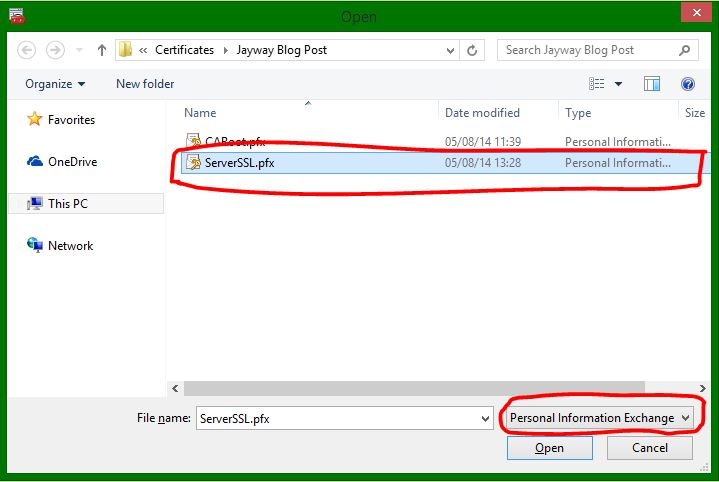 Open
« Certificates ▸ Jayway Blog Post
Search Jayway Blog Post
Organize
New folder
Name
Date modified
Type
Size
Favorites
OneDrive
This PC
Network
CARoot.pfx
05/08/14 11:39
Personal Informati...
ServerSSL.pfx
05/08/14 13:28
Personal Informati...
File name:
ServerSSL.pfx
Personal Information Exchange
Open
Cancel